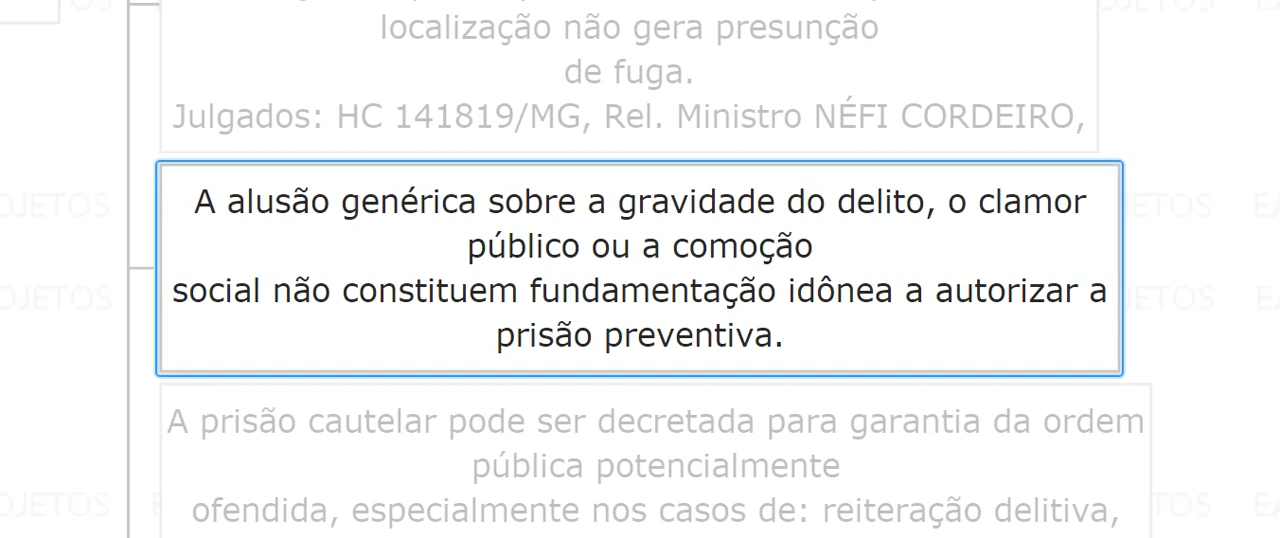 localização não gera presunção
de fuga.
Julgados: HC 141819/MG, Rel. Ministro NÉFI CORDEIRO,
A alusão genérica sobre a gravidade do delito, o clamor
público ou a comoção
social não constituem fundamentação idônea a autorizar a
prisão preventiva.
A prisão cautelar pode ser decretada para garantia da ordem
pública potencialmente
ofendida, especialmente nos casos de: reiteração delitiva,